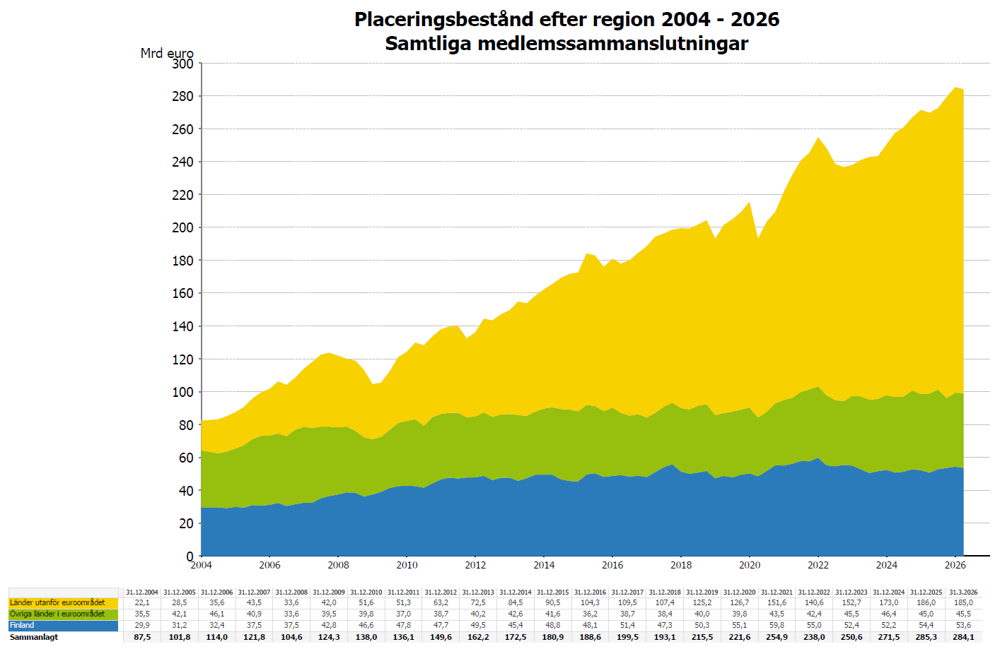 Placeringsbestånd efter region 2004 - 2026
Samtliga medlemssammanslutningar
Mrd euro
300
280
260
240
220
200
180
160
140
120
100
80
60
40
20
0
2004 2006 2008 2010 2012 2014 2016 2018 2020 2022 2024 2026
31.12.2004 31.12.2005 31.12.2006 31.12.2007 31.12.2008 31.12.2009 31.12.2010 31.12.2011 31.12.2012 31.12.2013 31.12.2014 31.12.2015 31.12.2016 31.12.2017 31.12.2018 31.12.2019 31.12.2020 31.12.2021 31.12.2022 31.12.2023 31.12.2024 31.12.2025 31.3.2026
Länder utanför euroområdet 22,1 28,5 35,6 43,5 33,6 42,0 51,6 51,3 63,2 72,5 84,5 90,5 104,3 109,5 107,4 125,2 126,7 151,6 140,6 152,7 173,0 186,0 185,0
Övriga länder i euroområdet 35,5 42,1 46,1 40,9 33,6 39,5 39,8 37,0 38,7 40,2 42,6 41,6 36,2 38,7 38,4 40,0 39,8 43,5 42,4 45,5 46,4 45,0 45,5
Finland 29,9 31,2 32,4 37,5 37,5 42,8 46,6 47,8 47,7 49,5 45,4 48,8 48,1 51,4 47,3 50,3 55,1 59,8 55,0 52,4 52,2 54,4 53,6
Sammanlagt 87,5 101,8 114,0 121,8 104,6 124,3 138,0 136,1 149,6 162,2 172,5 180,9 188,6 199,5 193,1 215,5 221,6 254,9 238,0 250,6 271,5 285,3 284,1